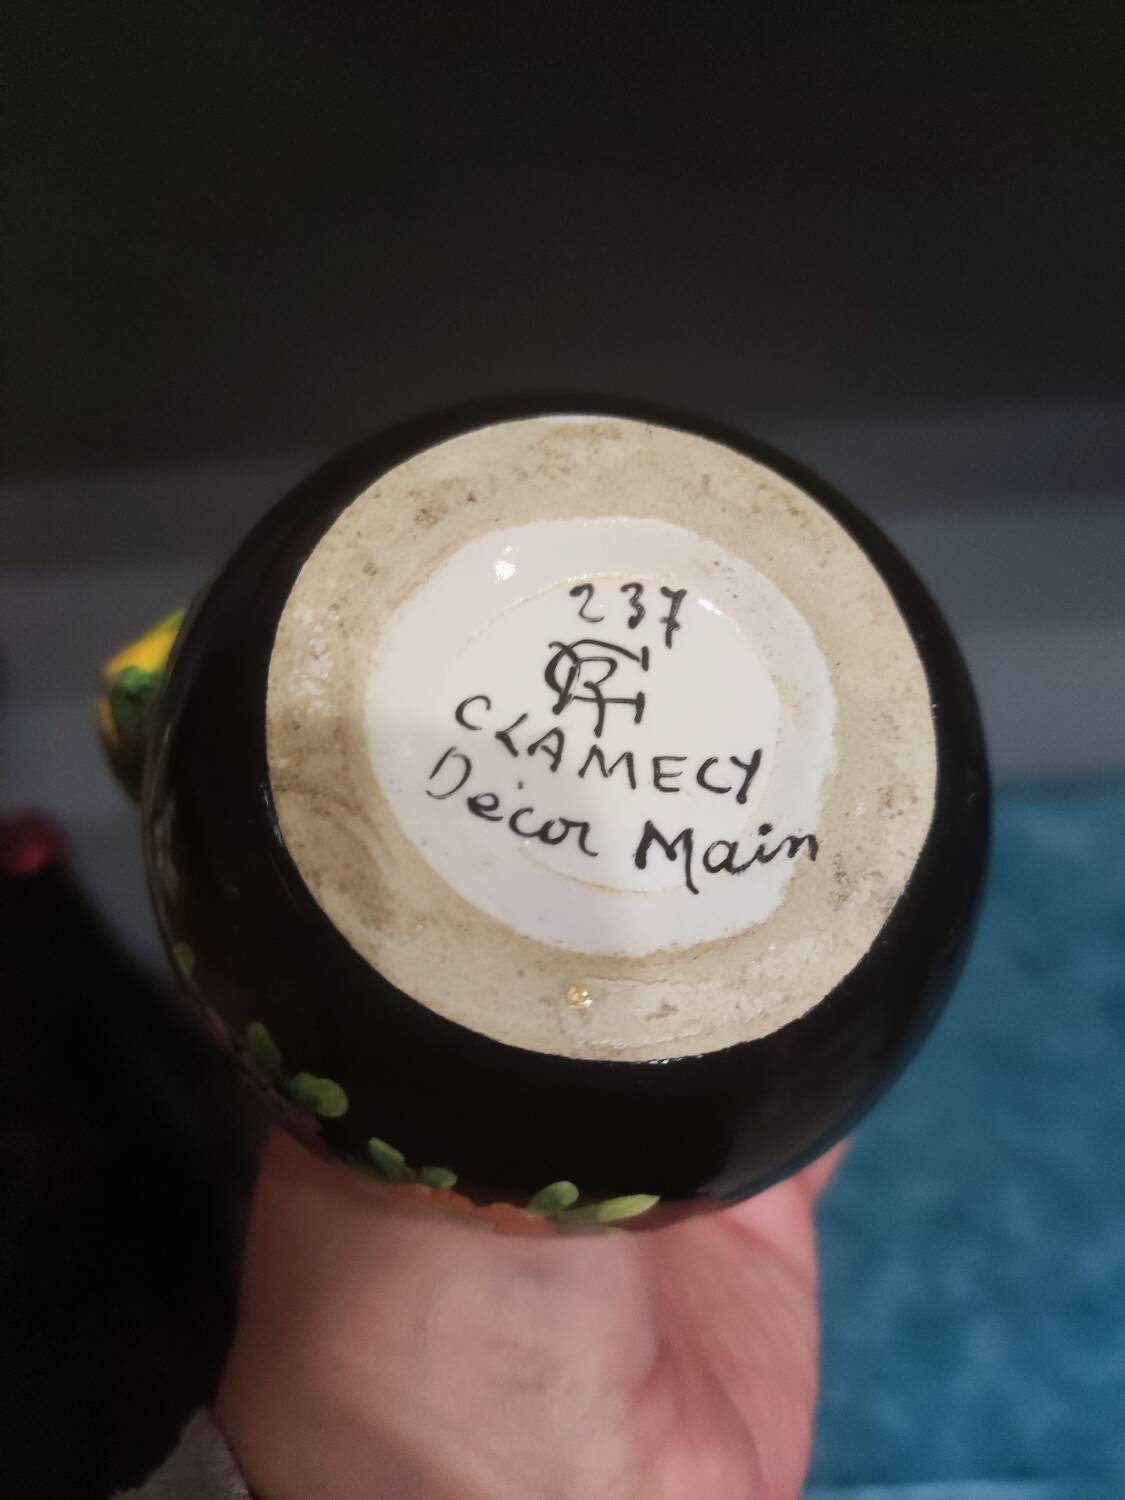 237
CLAMECY
Décor Main